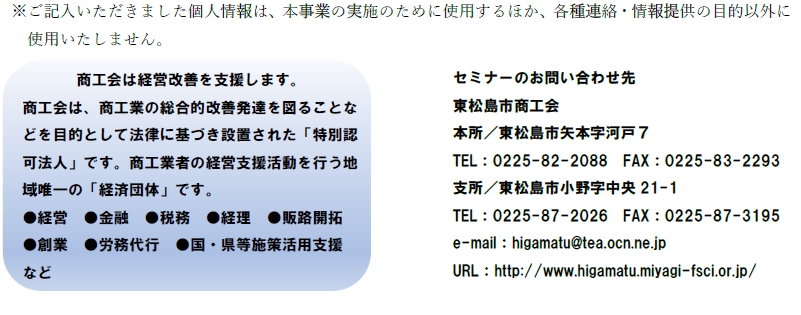 ※ご記入いただきました個人情報は、本事業の実施のために使用するほか、各種連絡・情報提供の目的以外に
使用いたしません。
商工会は経営改善を支援します。
商工会は、商工業の総合的改善発達を図ることな
どを目的として法律に基づき設置された「特別認
可法人」です。商工業者の経営支援活動を行う地
域唯一の「経済団体」です。
●経営　●金融　●税務　●経理　●販路開拓
●創業　●労務代行　●国・県等施策活用支援
など
セミナーのお問い合わせ先
東松島市商工会
本所／東松島市矢本字河戸７
TEL：0225-82-2088　FAX：0225-83-2293
支所／東松島市小野字中央 21-1
TEL：0225-87-2026　FAX：0225-87-3195
e-mail：higamatu@tea.ocn.ne.jp
URL：http://www.higamatu.miyagi-fsci.or.jp/